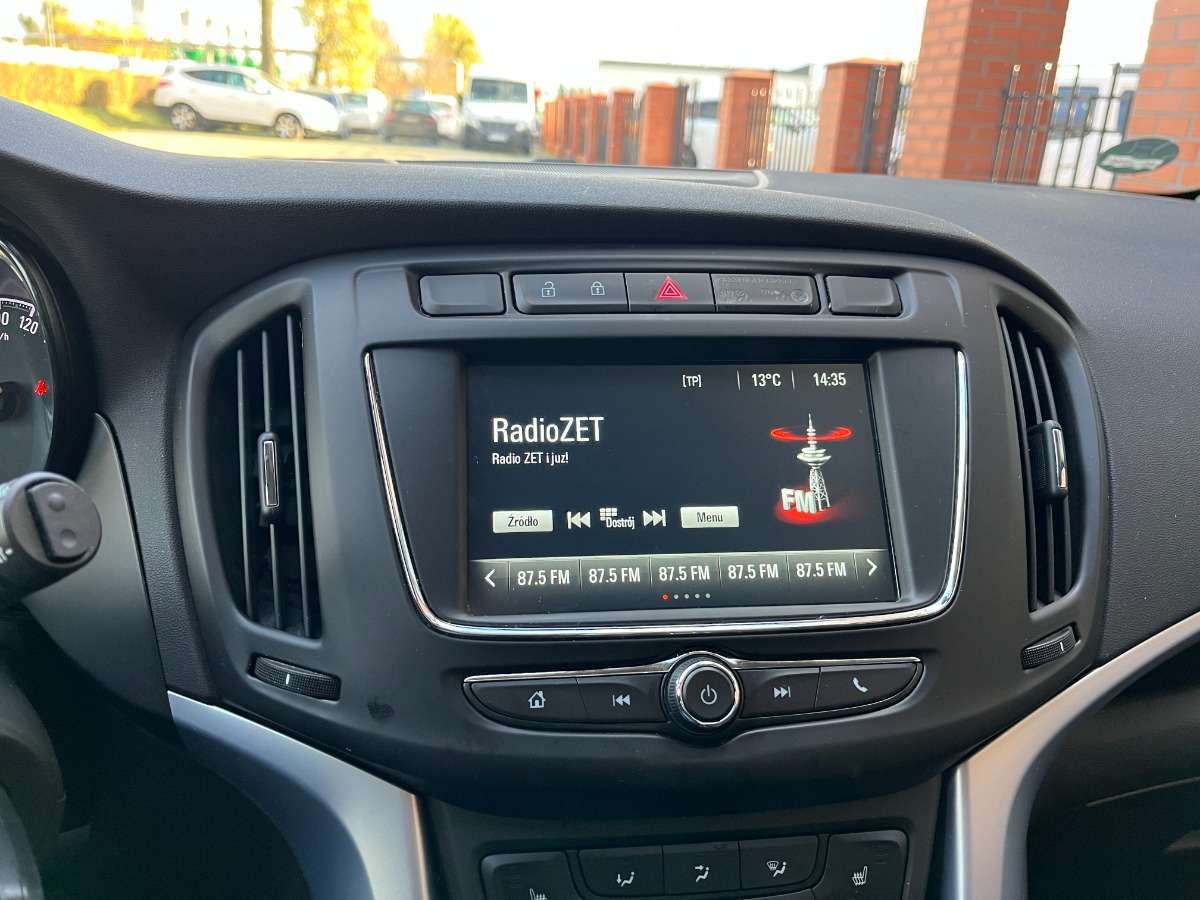 120
[TP]
13°C
14:35
RadioZET
Radio ZET i juz!
FM
Źródło
Dostrój
Menu
87.5 FM
87.5 FM
87.5 FM
87.5 FM
87.5 FM